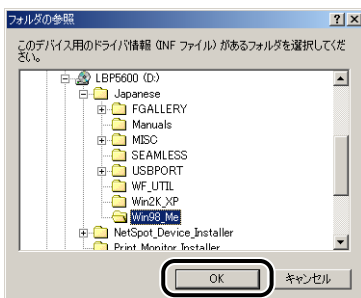 フォルダの参照
このデバイス用のドライバ情報 (INF ファイル) があるフォルダを選択してくだ
さい。
LBP5600 (D:)
Japanese
FGALLERY
Manuals
MISC
SEAMLESS
USBPORT
WF_UTIL
Win2K_XP
Win98_Me
NetSpot_Device_Installer
Print_Monitor_Installer
OK
キャンセル